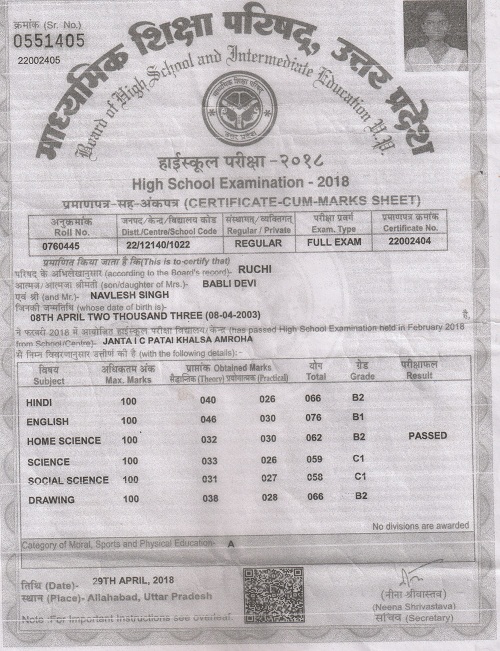 क्रमांक (Sr. No.)
0551405
22002405
माध्यमिक शिक्षा परिषद्, उत्तर प्रदेश
Board of High School and Intermediate Education U.P.
हाईस्कूल परीक्षा -२०१८
High School Examination - 2018
प्रमाणपत्र-सह-अंकपत्र (CERTIFICATE-CUM-MARKS SHEET)
अनुक्रमांक जनपद/केन्द्र/विद्यालय कोड संस्थागत/व्यक्तिगत परीक्षा प्रवर्ग प्रमाणपत्र क्रमांक
Roll No. Distt./Centre/School Code Regular / Private Exam. Type Certificate No.
0760445 22/12140/1022 REGULAR FULL EXAM 22002404
प्रमाणित किया जाता है कि(This is to certify that)
परिषद के अभिलेखानुसार (according to the Board's record)- RUCHI
आत्मज/आत्मजा श्रीमती (son/daughter of Mrs.)- BABLI DEVI
एवं श्री (and Mr.)- NAVLESH SINGH
जिनकी जन्मतिथि (whose date of birth is)-
08TH APRIL TWO THOUSAND THREE (08-04-2003) है,
ने फरवरी 2018 में आयोजित हाईस्कूल परीक्षा विद्यालय/केन्द्र (has passed High School Examination held in February 2018
from School/Centre)- JANTA I C PATAI KHALSA AMROHA
से निम्न विवरणानुसार उत्तीर्ण की है (with the following details):-
विषय अधिकतम अंक प्राप्तांक Obtained Marks योग ग्रेड परीक्षाफल
Subject Max. Marks सैद्धान्तिक (Theory) प्रयोगात्मक (Practical) Total Grade Result
HINDI 100 040 026 066 B2
ENGLISH 100 046 030 076 B1
HOME SCIENCE 100 032 030 062 B2 PASSED
SCIENCE 100 033 026 059 C1
SOCIAL SCIENCE 100 031 027 058 C1
DRAWING 100 038 028 066 B2
No divisions are awarded
Category of Moral, Sports and Physical Education- A
तिथि (Date)- 29TH APRIL, 2018
स्थान (Place)- Allahabad, Uttar Pradesh
Note :For important instructions see overleaf.
(नीना श्रीवास्तव)
(Neena Shrivastava)
सचिव (Secretary)